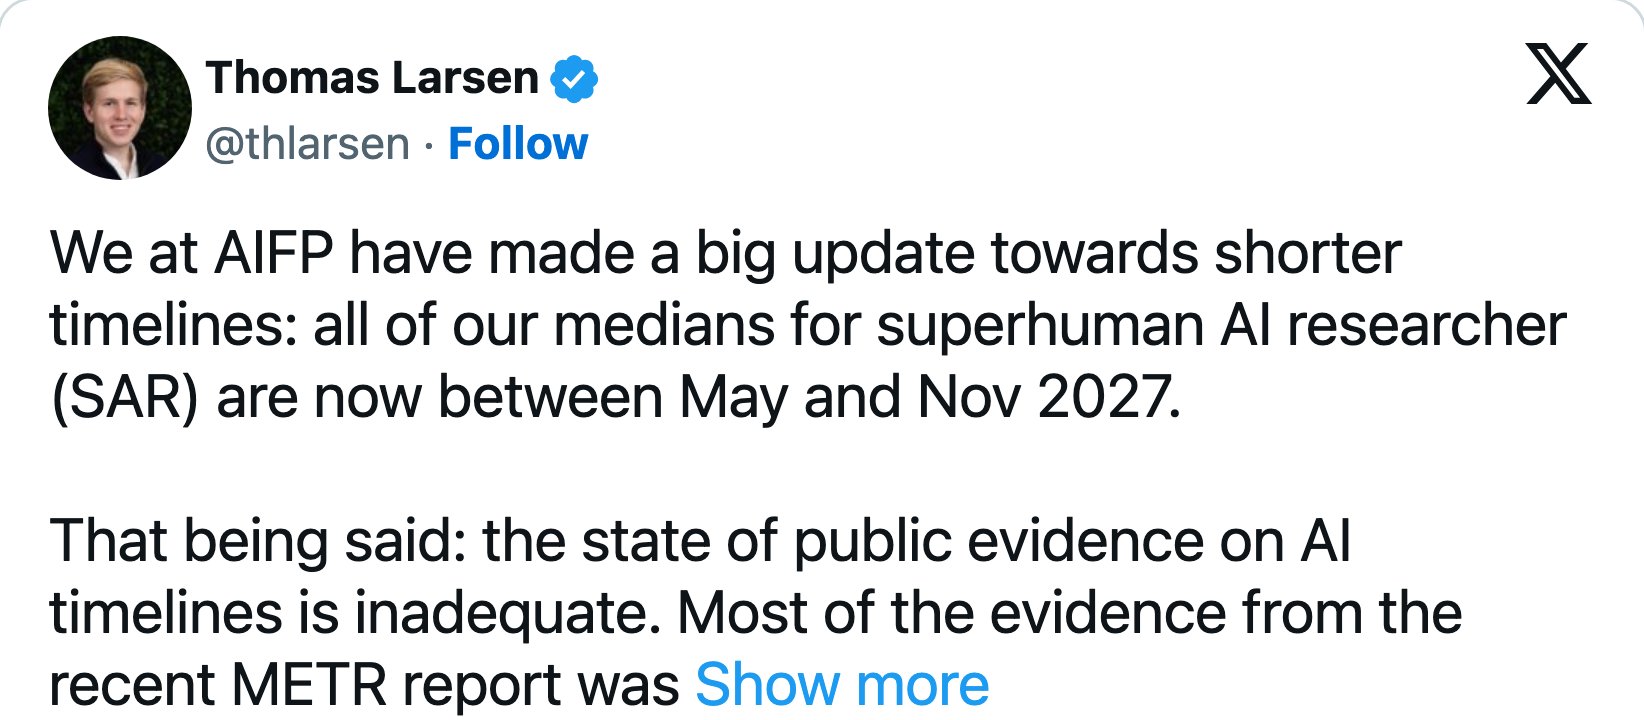 Thomas Larsen
@thlarsen · Follow
We at AIFP have made a big update towards shorter
timelines: all of our medians for superhuman AI researcher
(SAR) are now between May and Nov 2027.
That being said: the state of public evidence on AI
timelines is inadequate. Most of the evidence from the
recent METR report was Show more